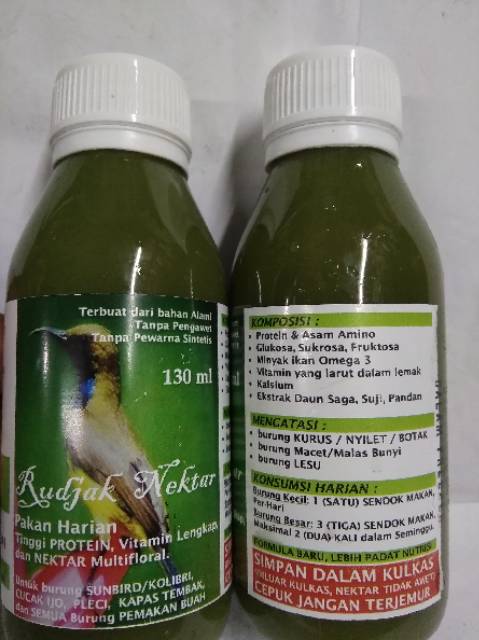 Terbuat dari bahan Alami
Tanpa Pengawet
Tanpa Pewarna Sintetis
130 ml
Rudjak Nektar
Pakan Harian
Tinggi PROTEIN, Vitamin Lengkap,
dan NEKTAR Multifloral.
Untuk burung SUNBIRD/KOLIBRI,
CUCAK IJO, PLECI, KAPAS TEMBAK,
dan SEMUA Burung PEMAKAN BUAH
KOMPOSISI :
• Protein & Asam Amino
• Glukosa, Sukrosa, Fruktosa
• Minyak ikan Omega 3
• Vitamin yang larut dalam lemak
• Kalsium
• Ekstrak Daun Saga, Suji, Pandan
MENGATASI :
• burung KURUS / NYILET / BOTAK
• burung Macet/Malas Bunyi
• burung LESU
KONSUMSI HARIAN :
Burung Kecil: 1 (SATU) SENDOK MAKAN,
Per-Hari
Burung Besar: 3 (TIGA) SENDOK MAKAN,
Maksimal 2 (DUA) KALI dalam Seminggu.
FORMULA BARU, LEBIH PADAT NUTRISI
SIMPAN DALAM KULKAS
(DILUAR KULKAS, NEKTAR TIDAK AWET)
CEPUK JANGAN TERJEMUR